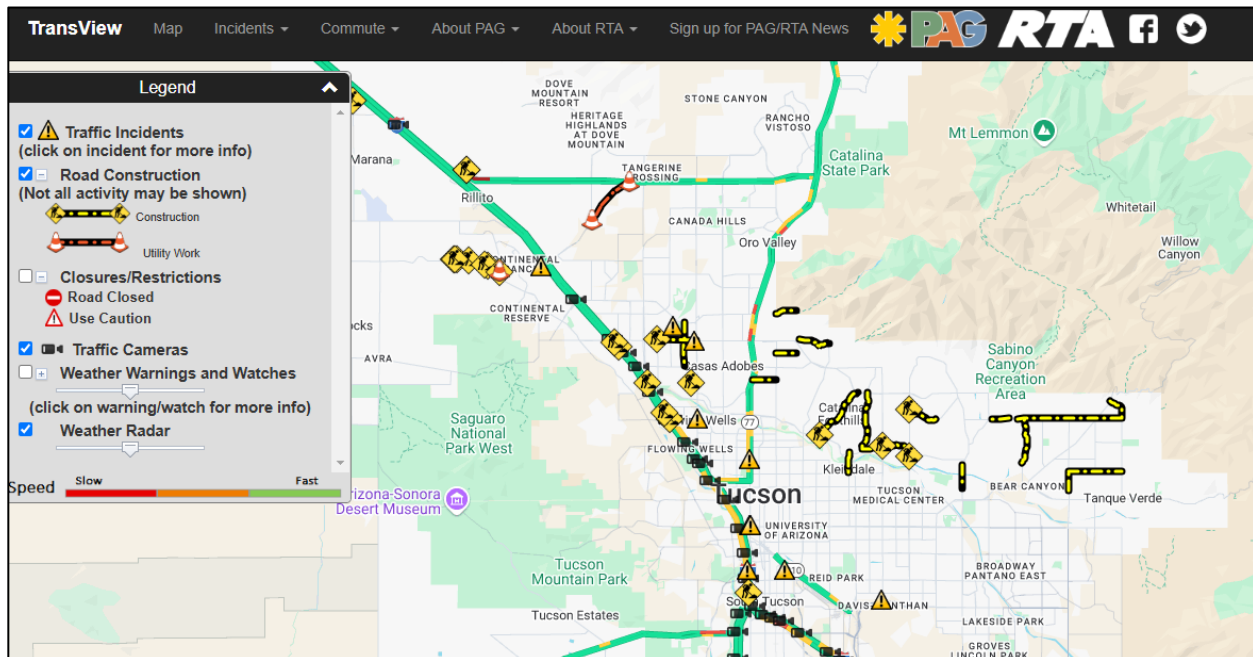 TransView Map Incidents Commute About PAG About RTA Sign up for PAG/RTA News PAG RTA
Legend
Traffic Incidents
(click on incident for more info)
Road Construction
(Not all activity may be shown)
Construction
Utility Work
Closures/Restrictions
Road Closed
Use Caution
Traffic Cameras
Weather Warnings and Watches
(click on warning/watch for more info)
Weather Radar
Speed
Slow Fast
DOVE
MOUNTAIN
RESORT
STONE CANYON
HERITAGE
HIGHLANDS
AT DOVE
MOUNTAIN
RANCHO
VISTOSO
Mt Lemmon
Marana
TANGERINE
CROSSING
Catalina
State Park
Rillito
CANADA HILLS
Whitetail
Oro Valley
Willow
Canyon
CONTINENTAL
CONTINENTAL
RESERVE
AVRA
Casas Adobes
Sabino
Canyon
Recreation
Area
Saguaro
National
Park West
Wells
77
FLOWING WELLS
Kleindale
TUCSON
MEDICAL CENTER
BEAR CANYON
Tanque Verde
Arizona-Sonora
Desert Museum
Tucson
UNIVERSITY
OF ARIZONA
Tucson
Mountain Park
10
REID PARK
BROADWAY
PANTANO EAST
Tucson Estates
South Tucson
LAKESIDE PARK
GROVES
LINCOLN PARK